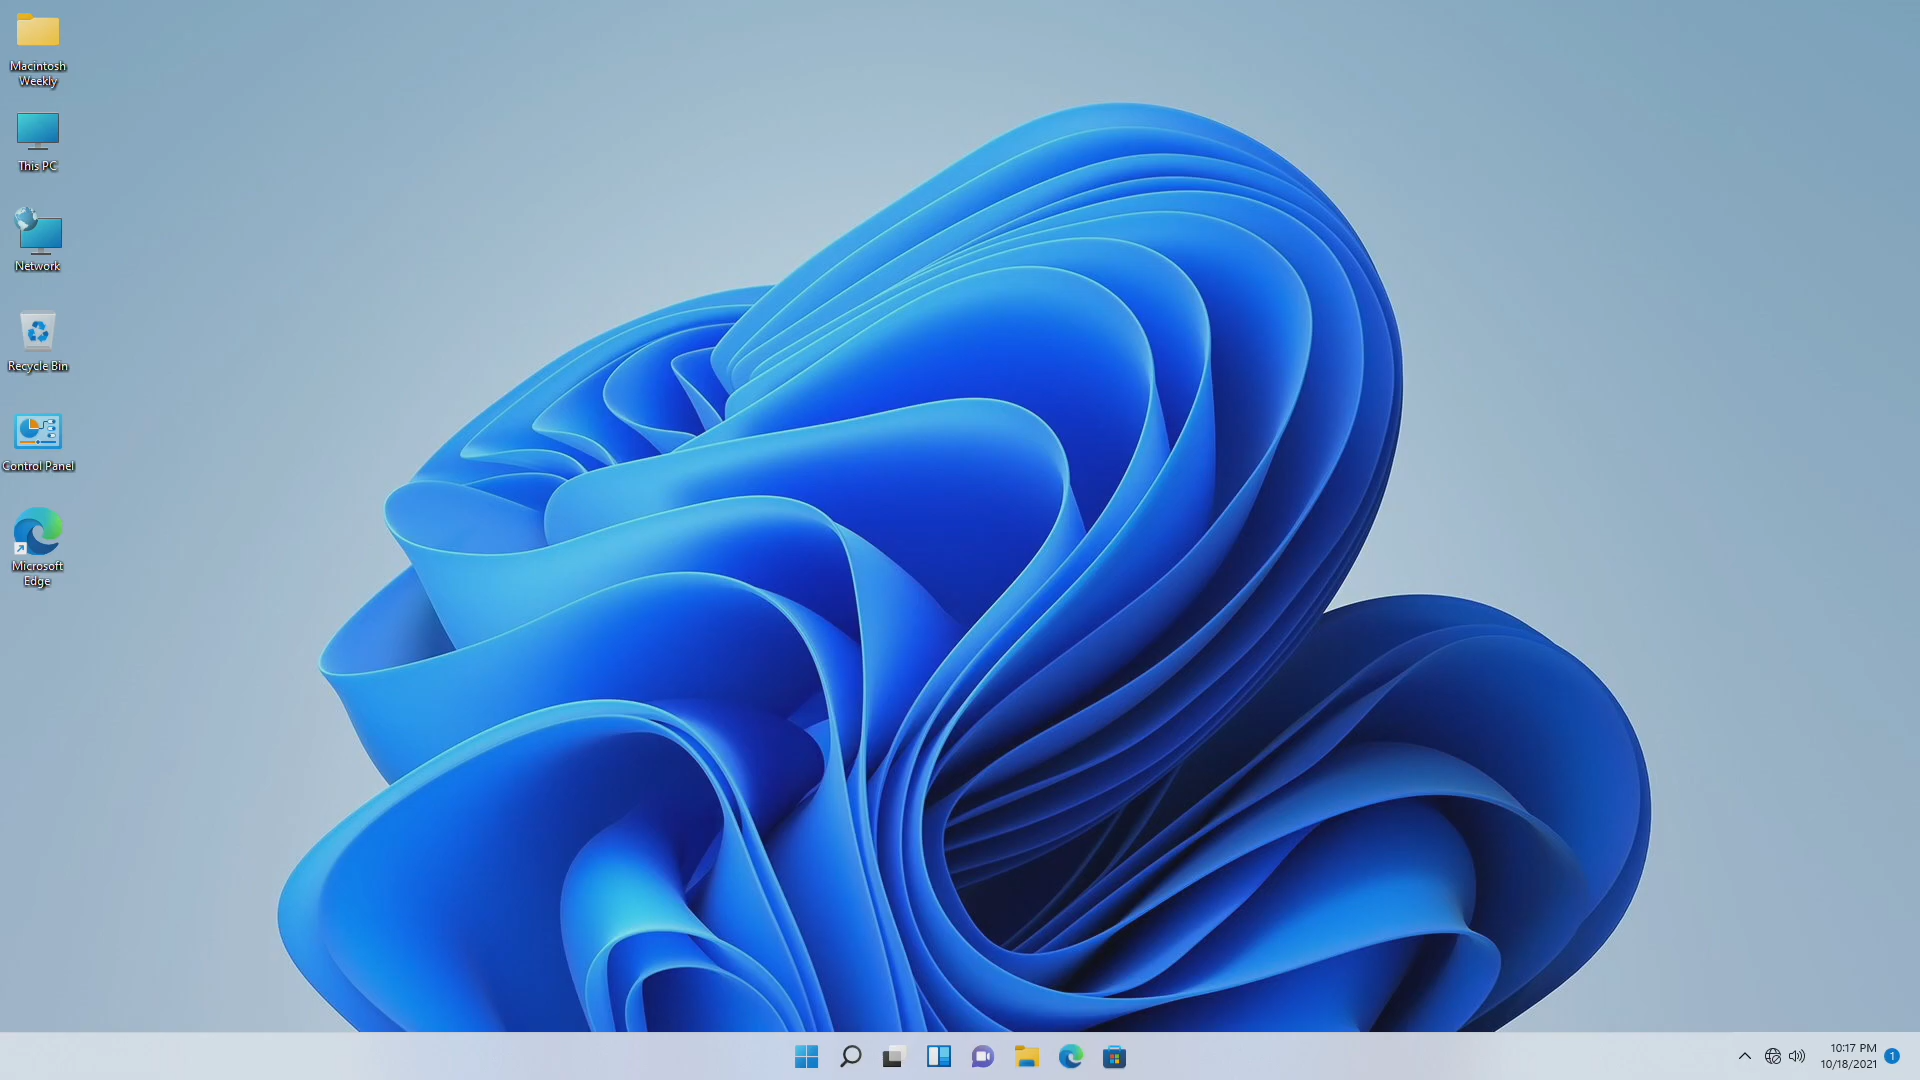 Macintosh
Weekly
This PC
Network
Recycle Bin
Control Panel
Microsoft
Edge
10:17 PM
10/18/2021
1